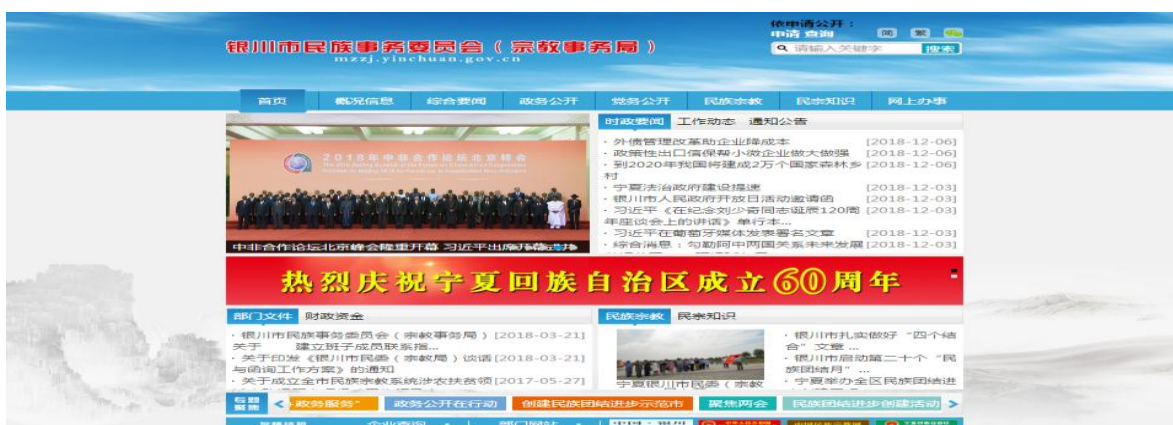 依申请公开：
申请 查询
简 繁
银川市民族事务委员会（宗教事务局）
mzzj.yinchuan.gov.cn
请输入关键字 搜索
首页 概况信息 综合要闻 政务公开 党务公开 民族宗教 民宗知识 网上办事
2018年中非合作论坛北京峰会
中非合作论坛北京峰会隆重开幕 习近平出席开幕式并
时政要闻 工作动态 通知公告
· 外债管理改革助企业降成本 [2018-12-06]
· 政策性出口信保帮小微企业做大做强 [2018-12-06]
· 到2020年我国将建成2万个国家森林乡 [2018-12-06]
村
· 宁夏法治政府建设提速 [2018-12-03]
· 银川市人民政府开放日活动邀请函 [2018-12-03]
· 习近平《在纪念刘少奇同志诞辰120周 [2018-12-03]
年座谈会上的讲话》单行本...
· 习近平在葡萄牙媒体发表署名文章 [2018-12-03]
· 综合消息：勾勒阿中两国关系未来发展 [2018-12-03]
热烈庆祝宁夏回族自治区成立60周年
部门文件 财政资金
· 银川市民族事务委员会（宗教事务局） [2018-03-21]
关于 建立班子成员联系指...
· 关于印发《银川市民委（宗教局）谈话 [2018-03-21]
与函询工作方案》的通知
· 关于成立全市民族宗教系统涉农扶贫领 [2017-05-27]
民族宗教 民宗知识
宁夏银川市民委（宗教
· 银川市扎实做好“四个结
合”文章 ...
· 银川市启动第二十个“民
族团结月” ...
· 宁夏举办全区民族团结进
专题
聚焦
政务服务” 政务公开在行动 创建民族团结进步示范市 聚焦两会 民族团结进步创建活动
企业查询 部门网站